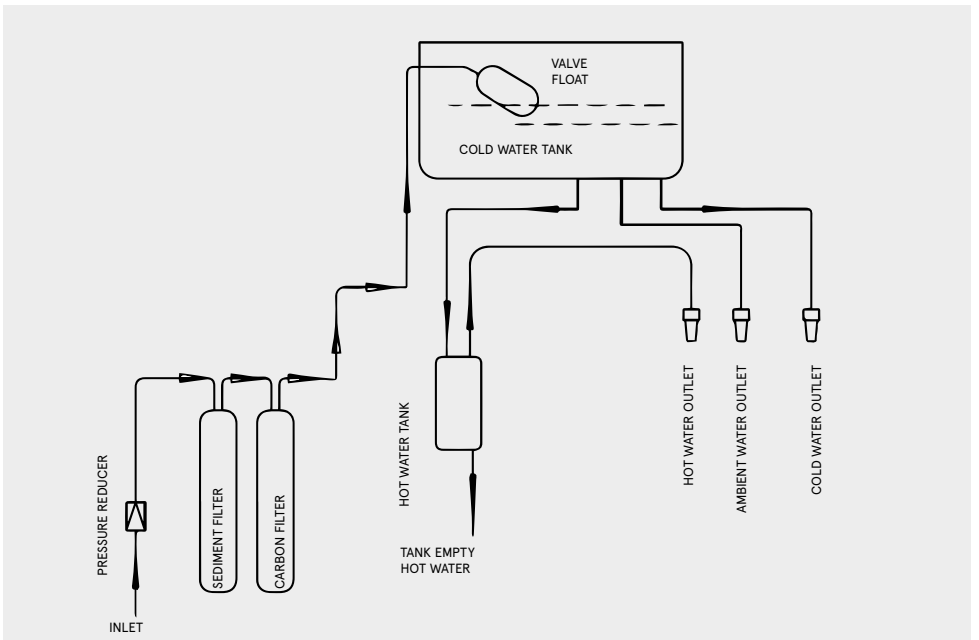 VALVE
FLOAT
COLD WATER TANK
PRESSURE REDUCER
SEDIMENT FILTER
CARBON FILTER
HOT WATER TANK
HOT WATER OUTLET
AMBIENT WATER OUTLET
COLD WATER OUTLET
TANK EMPTY
HOT WATER
INLET